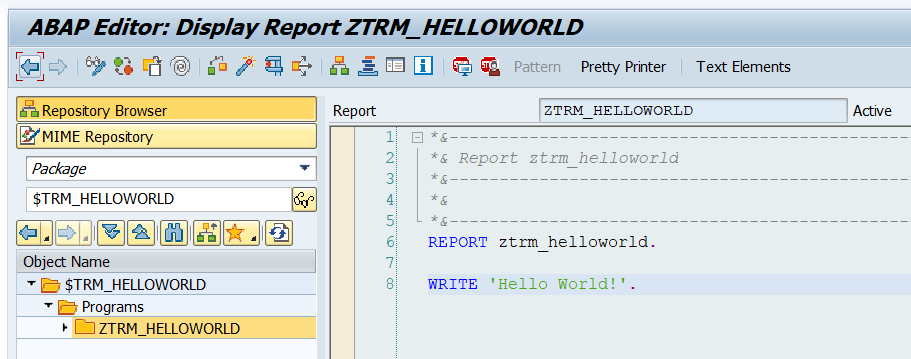 ABAP Editor: Display Report ZTRM_HELLOWORLD
Pattern Pretty Printer Text Elements
Repository Browser
MIME Repository
Package
$TRM_HELLOWORLD
Object Name
$TRM_HELLOWORLD
Programs
ZTRM_HELLOWORLD
Report ZTRM_HELLOWORLD Active
1 *&---------------------------------------------
2 *& Report ztrm_helloworld
3 *&---------------------------------------------
4 *&
5 *&---------------------------------------------
6 REPORT ztrm_helloworld.
7
8 WRITE 'Hello World!'.